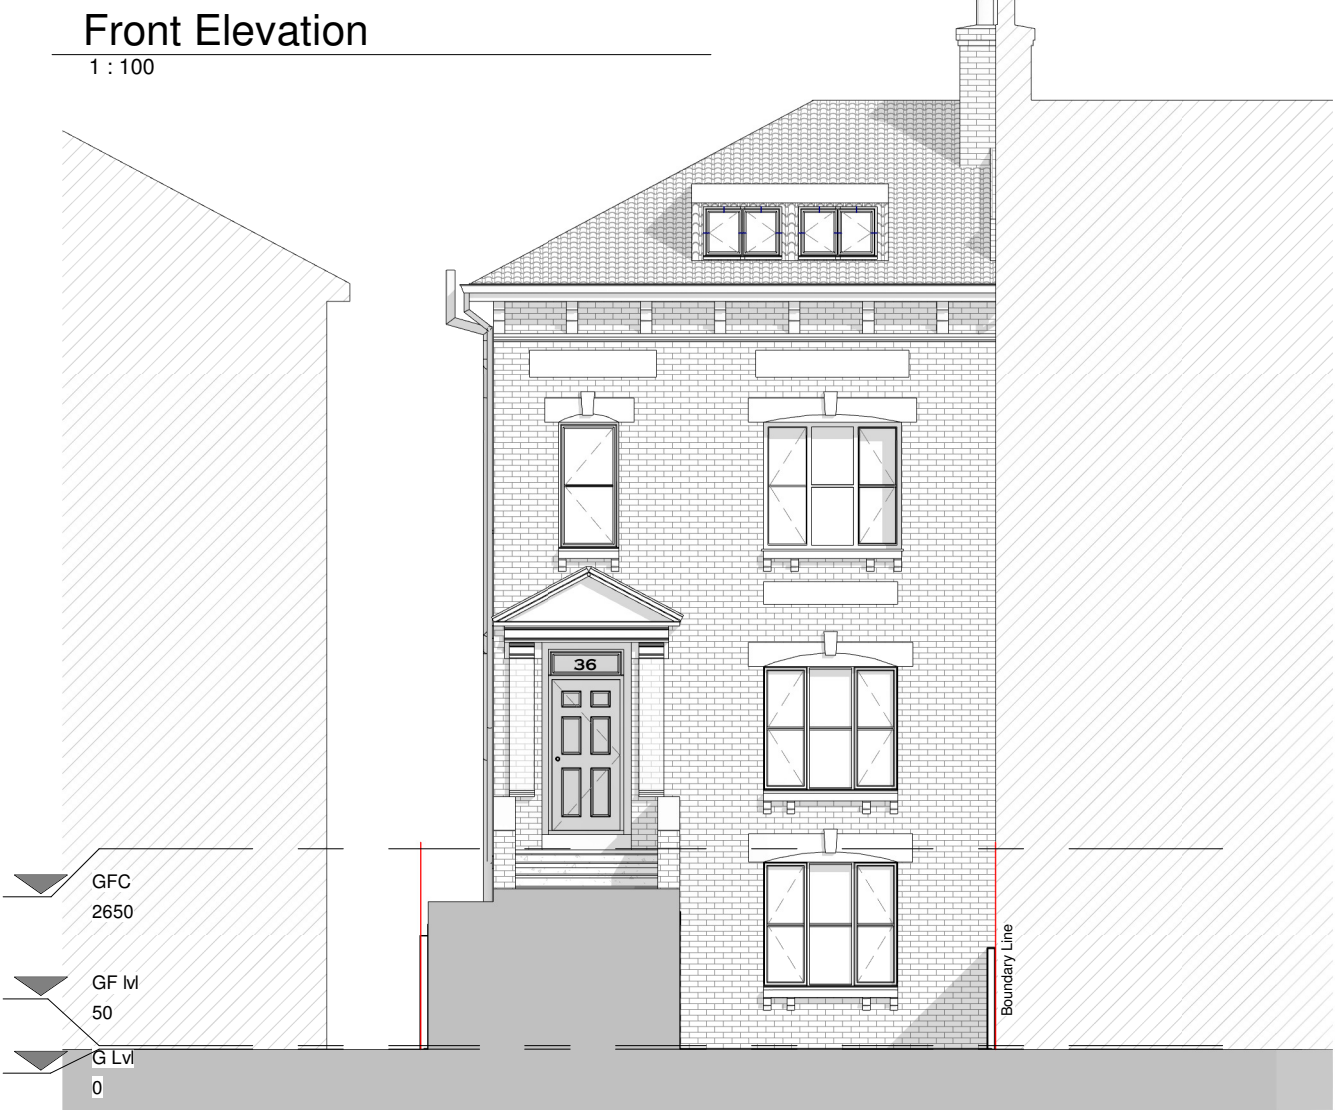 Front Elevation
1 : 100
36
GFC
2650
GF lvl
50
G Lvl
0
Boundary Line